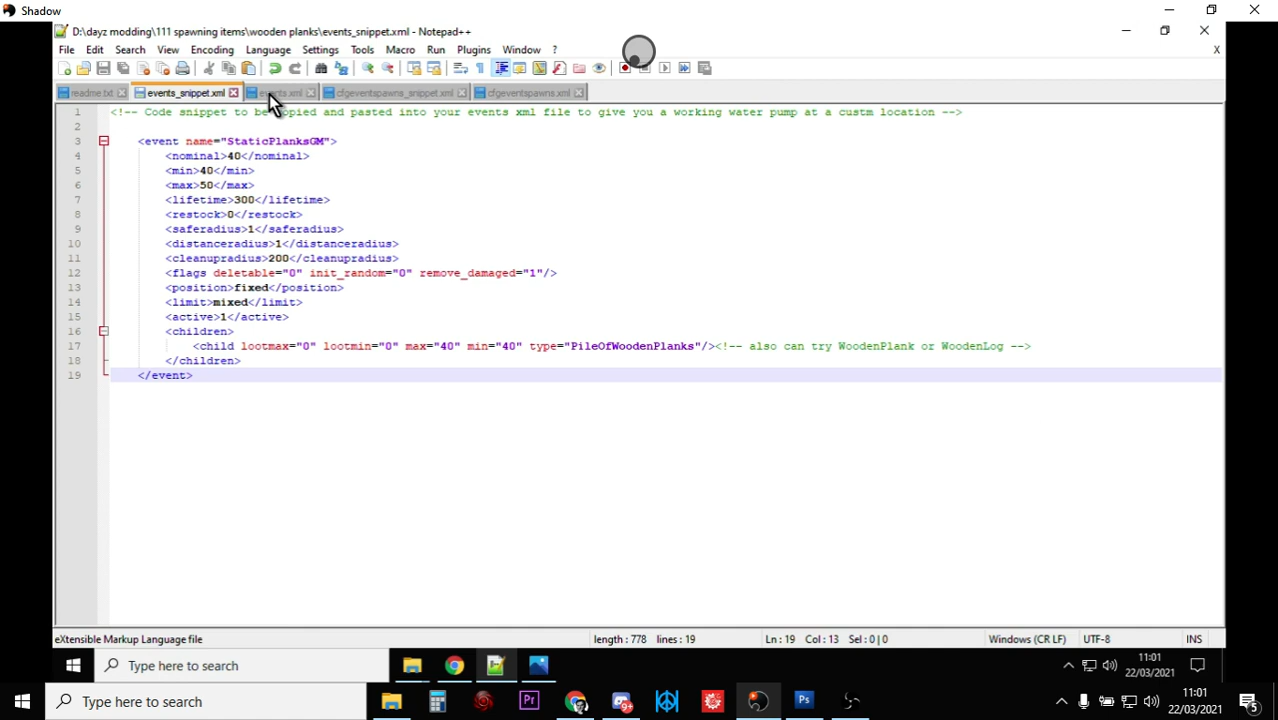 Shadow
D:\dayz modding\111 spawning items\wooden planks\events_snippet.xml - Notepad++
File Edit Search View Encoding Language Settings Tools Macro Run Plugins Window ? X
readme.txt events_snippet.xml events.xml cfgeventspawns_snippet.xml cfgeventspawns.xml
1 <!-- Code snippet to be copied and pasted into your events xml file to give you a working water pump at a custm location -->
2
3 <event name="StaticPlanksGM">
4 <nominal>40</nominal>
5 <min>40</min>
6 <max>50</max>
7 <lifetime>300</lifetime>
8 <restock>0</restock>
9 <saferadius>1</saferadius>
10 <distanceradius>1</distanceradius>
11 <cleanupradius>200</cleanupradius>
12 <flags deletable="0" init_random="0" remove_damaged="1"/>
13 <position>fixed</position>
14 <limit>mixed</limit>
15 <active>1</active>
16 <children>
17 <child lootmax="0" lootmin="0" max="40" min="40" type="PileOfWoodenPlanks"/><!-- also can try WoodenPlank or WoodenLog -->
18 </children>
19 </event>
eXtensible Markup Language file length : 778 lines : 19 Ln : 19 Col : 13 Sel : 0 | 0 Windows (CR LF) UTF-8 INS
Type here to search 11:01
22/03/2021
Type here to search Pr Ps 11:01
22/03/2021 5